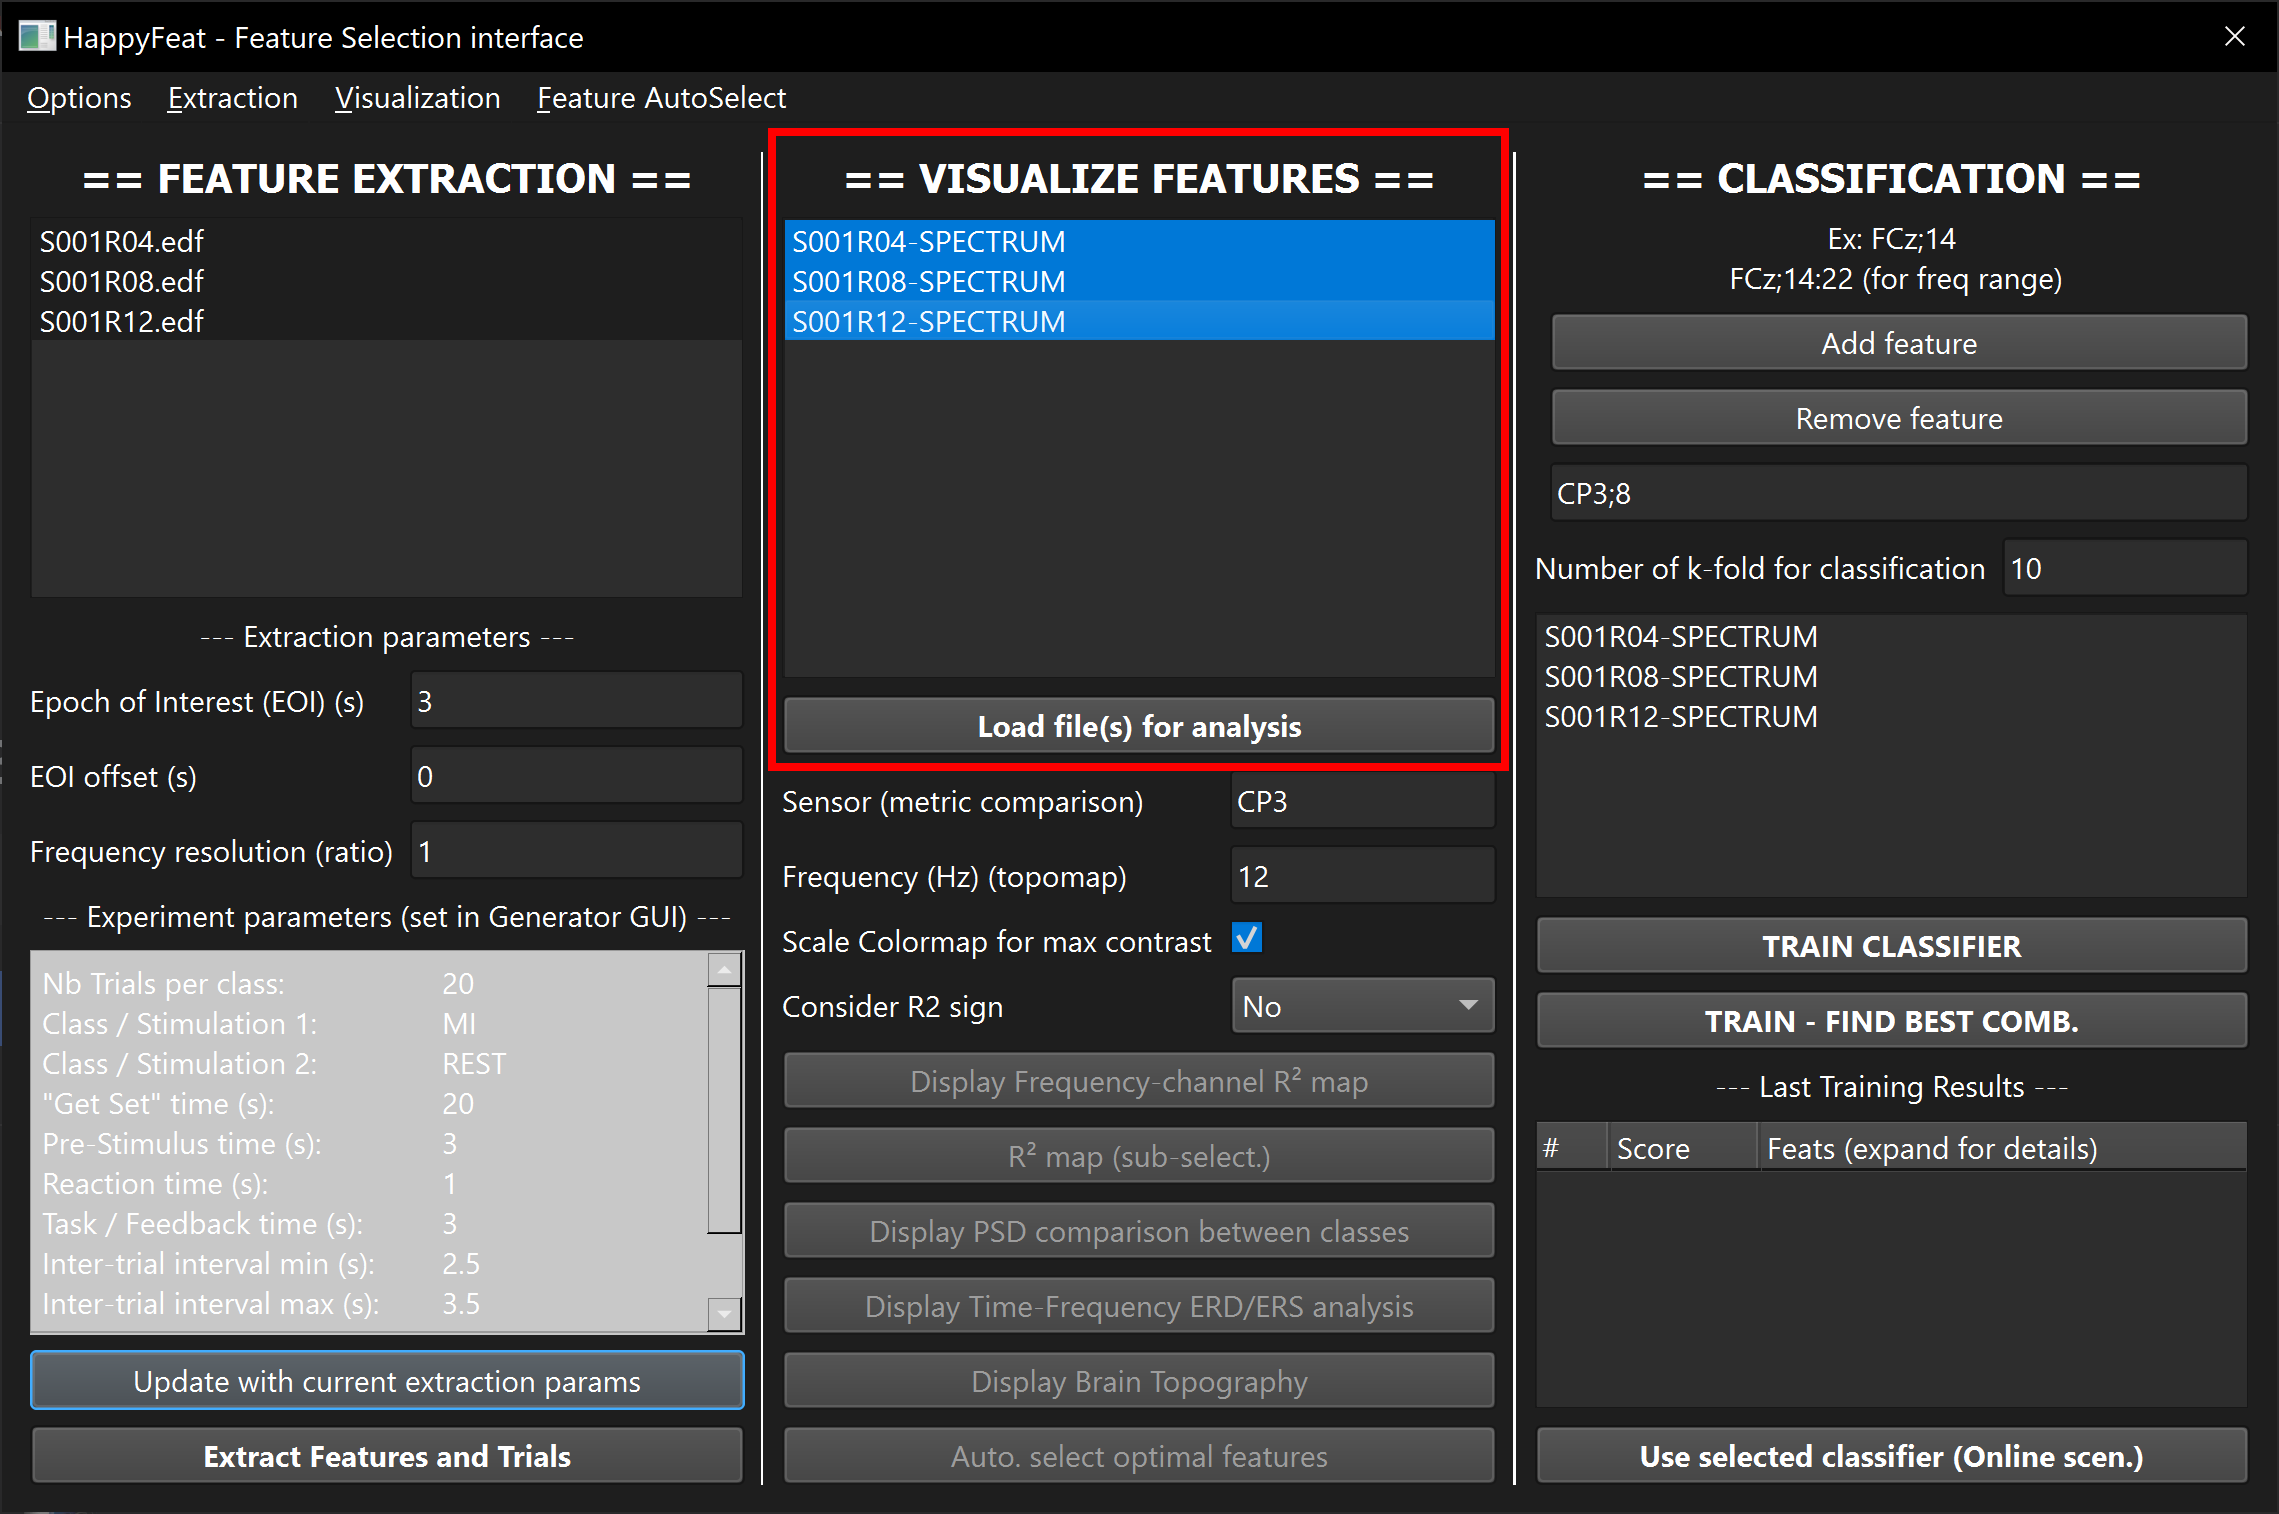 HappyFeat - Feature Selection interface
Options Extraction Visualization Feature AutoSelect
== FEATURE EXTRACTION ==
S001R04.edf
S001R08.edf
S001R12.edf
--- Extraction parameters ---
Epoch of Interest (EOI) (s) 3
EOI offset (s) 0
Frequency resolution (ratio) 1
--- Experiment parameters (set in Generator GUI) ---
Nb Trials per class: 20
Class / Stimulation 1: MI
Class / Stimulation 2: REST
"Get Set" time (s): 20
Pre-Stimulus time (s): 3
Reaction time (s): 1
Task / Feedback time (s): 3
Inter-trial interval min (s): 2.5
Inter-trial interval max (s): 3.5
Update with current extraction params
Extract Features and Trials
== VISUALIZE FEATURES ==
S001R04-SPECTRUM
S001R08-SPECTRUM
S001R12-SPECTRUM
Load file(s) for analysis
Sensor (metric comparison) CP3
Frequency (Hz) (topomap) 12
Scale Colormap for max contrast
Consider R2 sign No
Display Frequency-channel R² map
R² map (sub-select.)
Display PSD comparison between classes
Display Time-Frequency ERD/ERS analysis
Display Brain Topography
Auto. select optimal features
== CLASSIFICATION ==
Ex: FCz;14
FCz;14:22 (for freq range)
Add feature
Remove feature
CP3;8
Number of k-fold for classification 10
S001R04-SPECTRUM
S001R08-SPECTRUM
S001R12-SPECTRUM
TRAIN CLASSIFIER
TRAIN - FIND BEST COMB.
--- Last Training Results ---
# Score Feats (expand for details)
Use selected classifier (Online scen.)